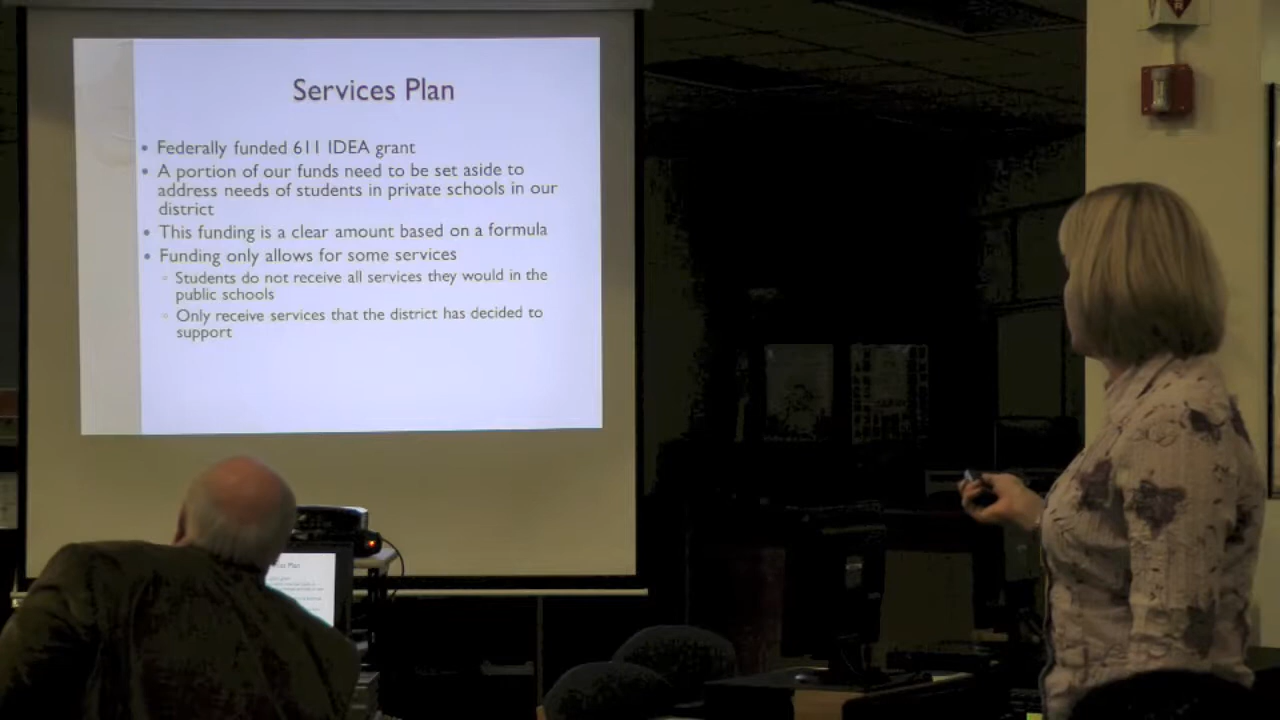 Services Plan
Federally funded 611 IDEA grant
A portion of our funds need to be set aside to
address needs of students in private schools in our
district
This funding is a clear amount based on a formula
Funding only allows for some services
Students do not receive all services they would in the
public schools
Only receive services that the district has decided to
support
Plan